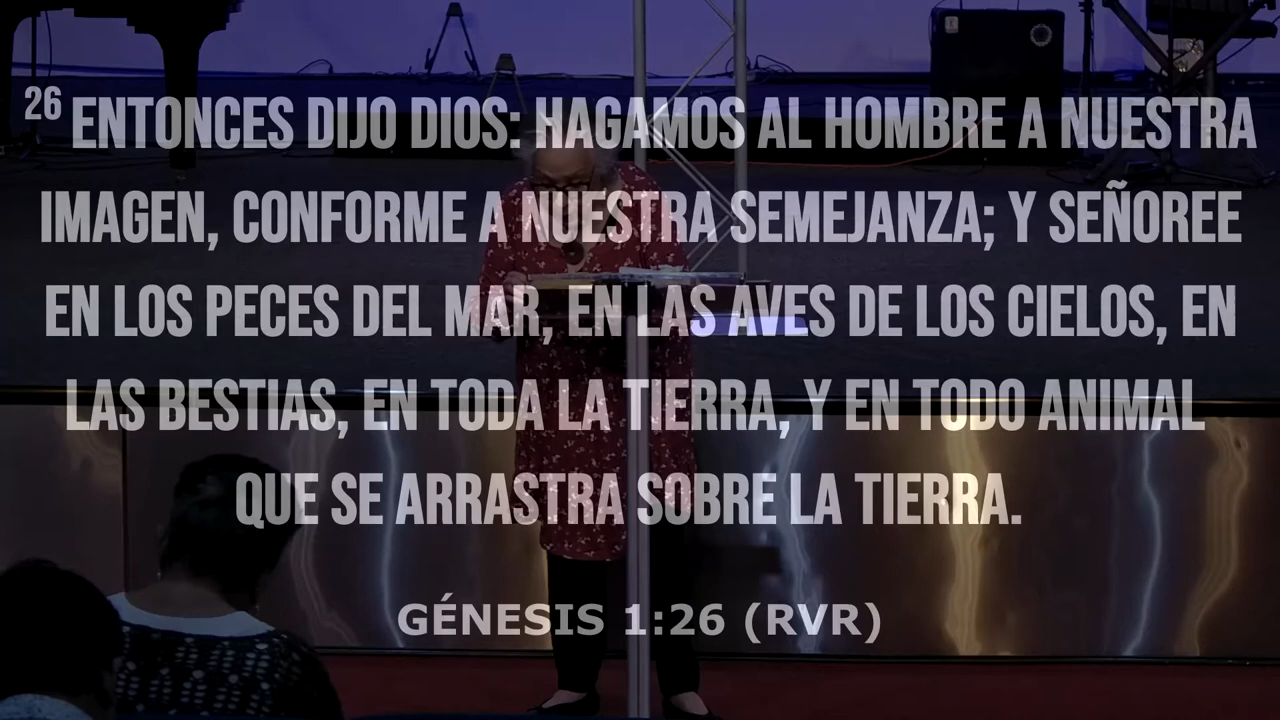 26 ENTONCES DIJO DIOS: HAGAMOS AL HOMBRE A NUESTRA
IMAGEN, CONFORME A NUESTRA SEMEJANZA; Y SEÑOREE
EN LOS PECES DEL MAR, EN LAS AVES DE LOS CIELOS, EN
LAS BESTIAS, EN TODA LA TIERRA, Y EN TODO ANIMAL
QUE SE ARRASTRA SOBRE LA TIERRA.
GÉNESIS 1:26 (RVR)